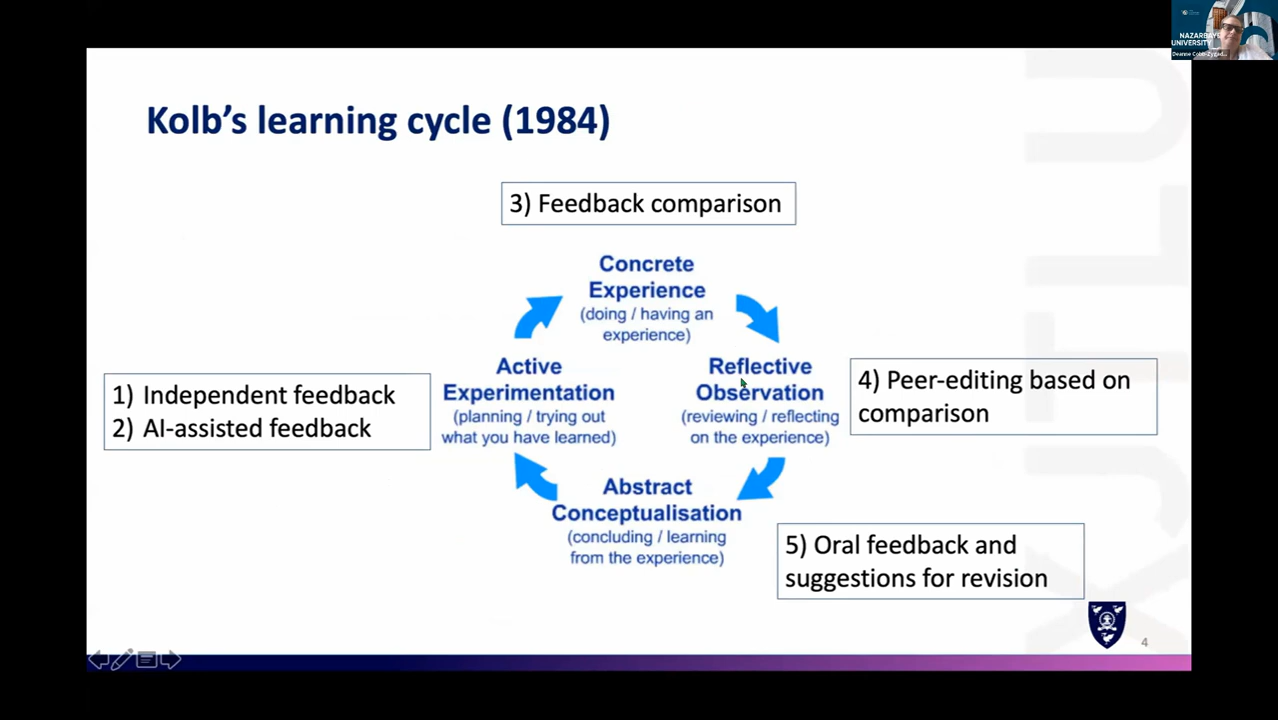 NAZARBAYEV
UNIVERSITY
Kolb's learning cycle (1984)
3) Feedback comparison
Concrete
Experience
(doing / having an
experience)
Active
Experimentation
(planning / trying out
what you have learned)
Reflective
Observation
(reviewing / reflecting
on the experience)
1) Independent feedback
2) AI-assisted feedback
4) Peer-editing based on
comparison
Abstract
Conceptualisation
(concluding / learning
from the experience)
5) Oral feedback and
suggestions for revision
XJTLU
4